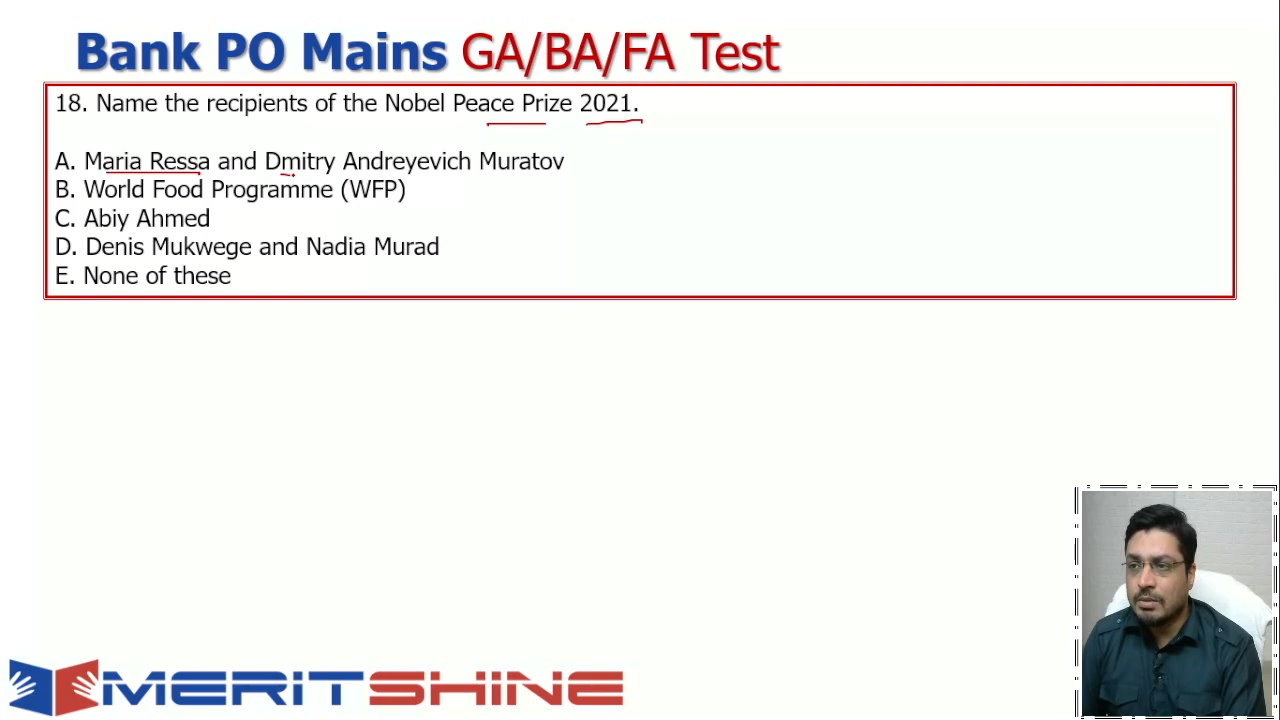 Bank PO Mains GA/BA/FA Test
18. Name the recipients of the Nobel Peace Prize 2021.
A. Maria Ressa and Dmitry Andreyevich Muratov
B. World Food Programme (WFP)
C. Abiy Ahmed
D. Denis Mukwege and Nadia Murad
E. None of these
MERITSHINE